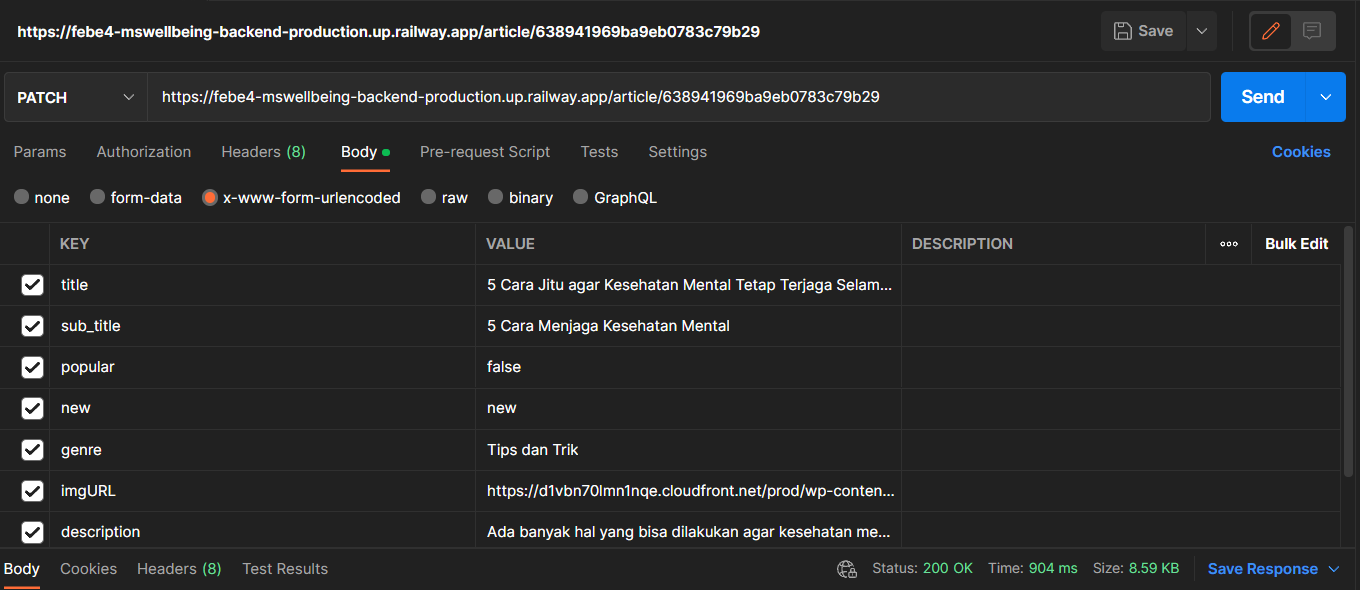 https://febe4-mswellbeing-backend-production.up.railway.app/article/638941969ba9eb0783c79b29 Save
PATCH https://febe4-mswellbeing-backend-production.up.railway.app/article/638941969ba9eb0783c79b29 Send
Params Authorization Headers (8) Body Pre-request Script Tests Settings Cookies
none form-data x-www-form-urlencoded raw binary GraphQL
KEY VALUE DESCRIPTION Bulk Edit
title 5 Cara Jitu agar Kesehatan Mental Tetap Terjaga Selam...
sub_title 5 Cara Menjaga Kesehatan Mental
popular false
new new
genre Tips dan Trik
imgURL https://d1vbn70lmn1nqe.cloudfront.net/prod/wp-conten...
description Ada banyak hal yang bisa dilakukan agar kesehatan me...
Body Cookies Headers (8) Test Results Status: 200 OK Time: 904 ms Size: 8.59 KB Save Response